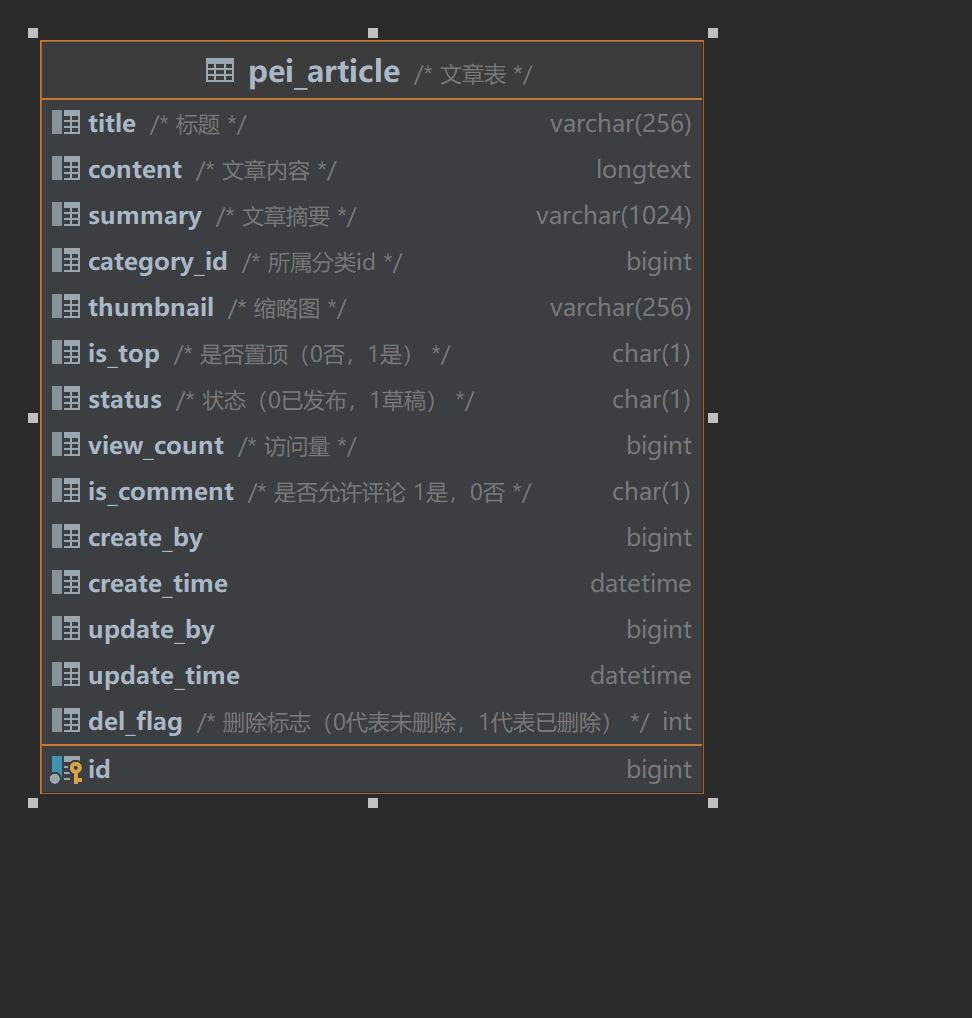 pei_article /* 文章表 */
title /* 标题 */ varchar(256)
content /* 文章内容 */ longtext
summary /* 文章摘要 */ varchar(1024)
category_id /* 所属分类id */ bigint
thumbnail /* 缩略图 */ varchar(256)
is_top /* 是否置顶（0否，1是） */ char(1)
status /* 状态（0已发布，1草稿） */ char(1)
view_count /* 访问量 */ bigint
is_comment /* 是否允许评论 1是，0否 */ char(1)
create_by bigint
create_time datetime
update_by bigint
update_time datetime
del_flag /* 删除标志（0代表未删除，1代表已删除） */ int
id bigint